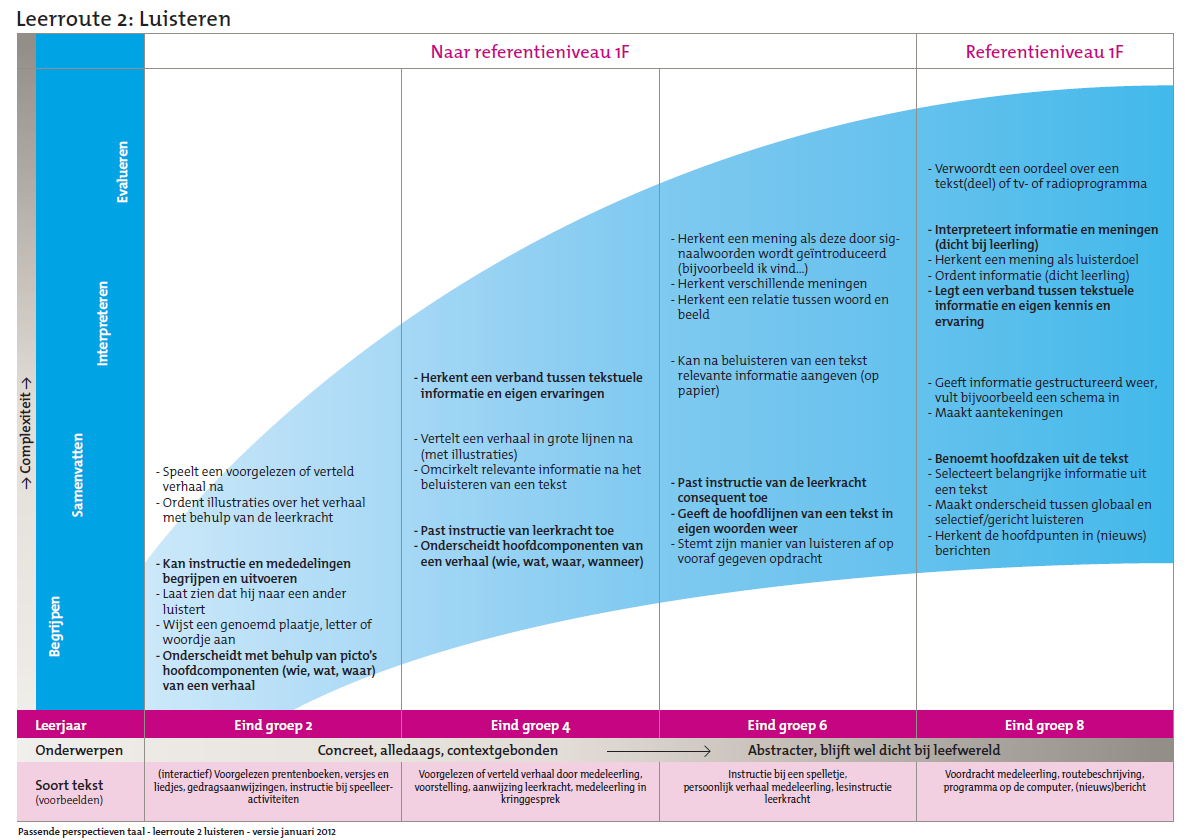 Leerroute 2: Luisteren
Naar referentieniveau 1F
Referentieniveau 1F
→ Complexiteit →
Evalueren
Interpreteren
Samenvatten
Begrijpen
- Speelt een voorgelezen of verteld
verhaal na
- Ordent illustraties over het verhaal
met behulp van de leerkracht
- Kan instructie en mededelingen
begrijpen en uitvoeren
- Laat zien dat hij naar een ander
luistert
- Wijst een genoemd plaatje, letter of
woordje aan
- Onderscheidt met behulp van picto's
hoofdcomponenten (wie, wat, waar)
van een verhaal
- Herkent een verband tussen tekstuele
informatie en eigen ervaringen
- Vertelt een verhaal in grote lijnen na
(met illustraties)
- Omcirkelt relevante informatie na het
beluisteren van een tekst
- Past instructie van leerkracht toe
- Onderscheidt hoofdcomponenten van
een verhaal (wie, wat, waar, wanneer)
- Herkent een mening als deze door sig-
naalwoorden wordt geïntroduceerd
(bijvoorbeeld ik vind...)
- Herkent verschillende meningen
- Herkent een relatie tussen woord en
beeld
- Kan na beluisteren van een tekst
relevante informatie aangeven (op
papier)
- Past instructie van de leerkracht
consequent toe
- Geeft de hoofdlijnen van een tekst in
eigen woorden weer
- Stemt zijn manier van luisteren af op
vooraf gegeven opdracht
- Verwoordt een oordeel over een
tekst(deel) of tv- of radioprogramma
- Interpreteert informatie en meningen
(dicht bij leerling)
- Herkent een mening als luisterdoel
- Ordent informatie (dicht leerling)
- Legt een verband tussen tekstuele
informatie en eigen kennis en
ervaring
- Geeft informatie gestructureerd weer,
vult bijvoorbeeld een schema in
- Maakt aantekeningen
- Benoemt hoofdzaken uit de tekst
- Selecteert belangrijke informatie uit
een tekst
- Maakt onderscheid tussen globaal en
selectief/gericht luisteren
- Herkent de hoofdpunten in (nieuws)
berichten
Leerjaar
Eind groep 2
Eind groep 4
Eind groep 6
Eind groep 8
Onderwerpen
Concreet, alledaags, contextgebonden
Abstracter, blijft wel dicht bij leefwereld
Soort tekst
(voorbeelden)
(interactief) Voorgelezen prentenboeken, versjes en
liedjes, gedragsaanwijzingen, instructie bij speelleer-
activiteiten
Voorgelezen of verteld verhaal door medeleerling,
voorstelling, aanwijzing leerkracht, medeleerling in
kringgesprek
Instructie bij een spelletje,
persoonlijk verhaal medeleerling, lesinstructie
leerkracht
Voordracht medeleerling, routebeschrijving,
programma op de computer, (nieuws)bericht
Passende perspectieven taal - leerroute 2 luisteren - versie januari 2012